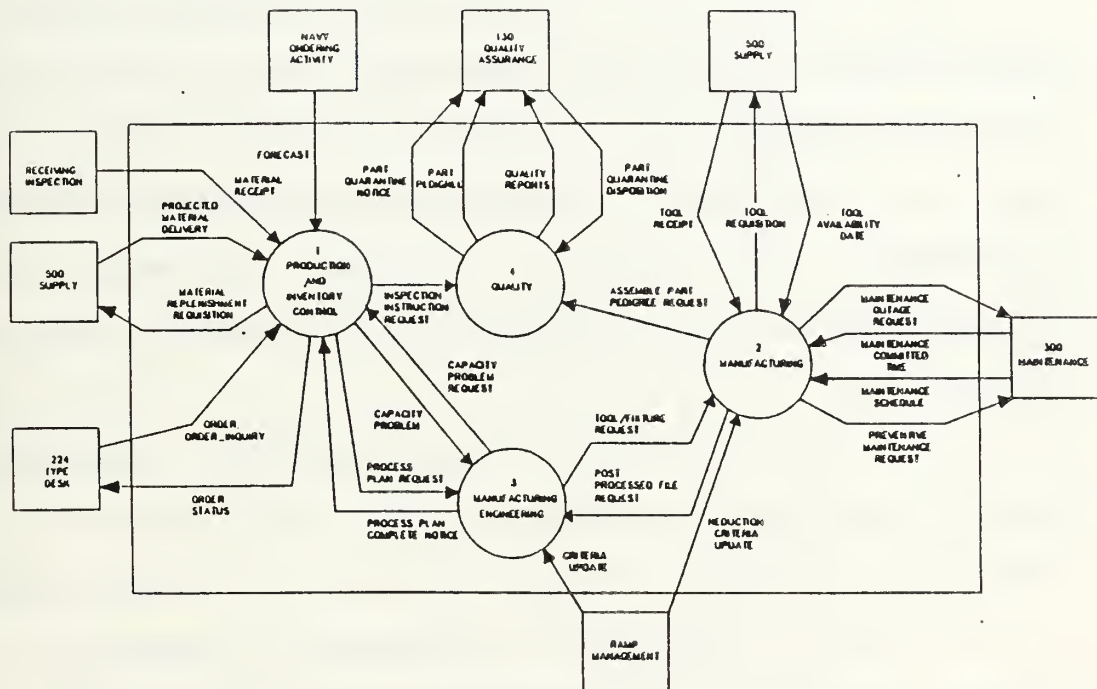 NAVY
ORDERING
ACTIVITY
130
QUALITY
ASSURANCE
500
SUPPLY
RECEIVING
INSPECTION
FORECAST
MATERIAL
RECEIPT
PROJECTED
MATERIAL
DELIVERY
PART
QUARANTINE
NOTICE
PART
QUALITY
REPORTS
PART
QUARANTINE
DISPOSITION
TOOL
RECEIPT
TOOL
REQUISITION
TOOL
AVAILABILITY
DATE
500
SUPPLY
MATERIAL
REPLENISHMENT
REQUISITION
1
PRODUCTION
/AND
INVENTORY
CONTROL
INSPECTION
INSTRUCTION
REQUEST
4
QUALITY
ASSEMBLE PART
PEDIGREE REQUEST
2
MANUFACTURING
MAINTENANCE
OUTAGE
REQUEST
MAINTENANCE
COMMITTED
TIME
MAINTENANCE
SCHEDULE
PREVENTIVE
MAINTENANCE
REQUEST
300
MAINTENANCE
CAPACITY
PROBLEM
REQUEST
CAPACITY
PROBLEM
TOOL/FIXTURE
REQUEST
224
TYPE
DESK
ORDER,
ORDER_INQUIRY
ORDER
STATUS
PROCESS
PLAN REQUEST
PROCESS PLAN
COMPLETE NOTICE
3
MANUFACTURING
ENGINEERING
POST
PROCESSED FILE
REQUEST
CRITERIA
UPDATE
CRITERIA
UPDATE
RAMP
MANAGEMENT